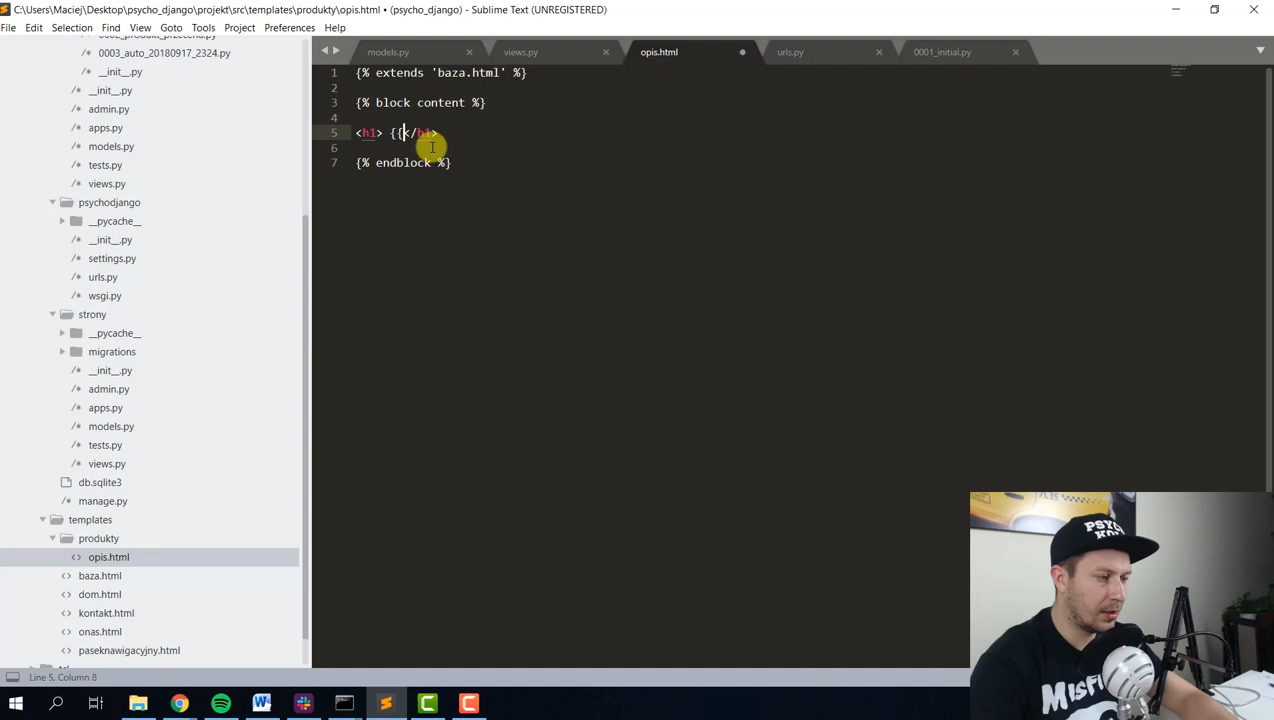 C:\Users\Maciej\Desktop\psycho_django\projekt\src\templates\produkty\opis.html • (psycho_django) - Sublime Text (UNREGISTERED)
File Edit Selection Find View Goto Tools Project Preferences Help
models.py × views.py × opis.html urls.py × 0001_initial.py ×
/* 0003_auto_20180917_2324.py
/* __init__.py
/* __init__.py
/* admin.py
/* apps.py
/* models.py
/* tests.py
/* views.py
psychodjango
__pycache__
/* __init__.py
/* settings.py
/* urls.py
/* wsgi.py
strony
__pycache__
migrations
/* __init__.py
/* admin.py
/* apps.py
/* models.py
/* tests.py
/* views.py
db.sqlite3
/* manage.py
templates
produkty
<> opis.html
<> baza.html
<> dom.html
<> kontakt.html
<> onas.html
<> paseknawigacyjny.html
1 {% extends 'baza.html' %}
2
3 {% block content %}
4
5 <h1> {{</h1>
6
7 {% endblock %}
PSYC
MISF
Line 5, Column 8